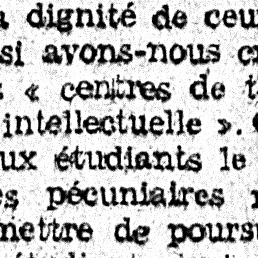 dignité de ceu
si avons-nous c
« centres de t
intellectuelle ».
ux étudiants le
es pécuniaires
mettre de pours